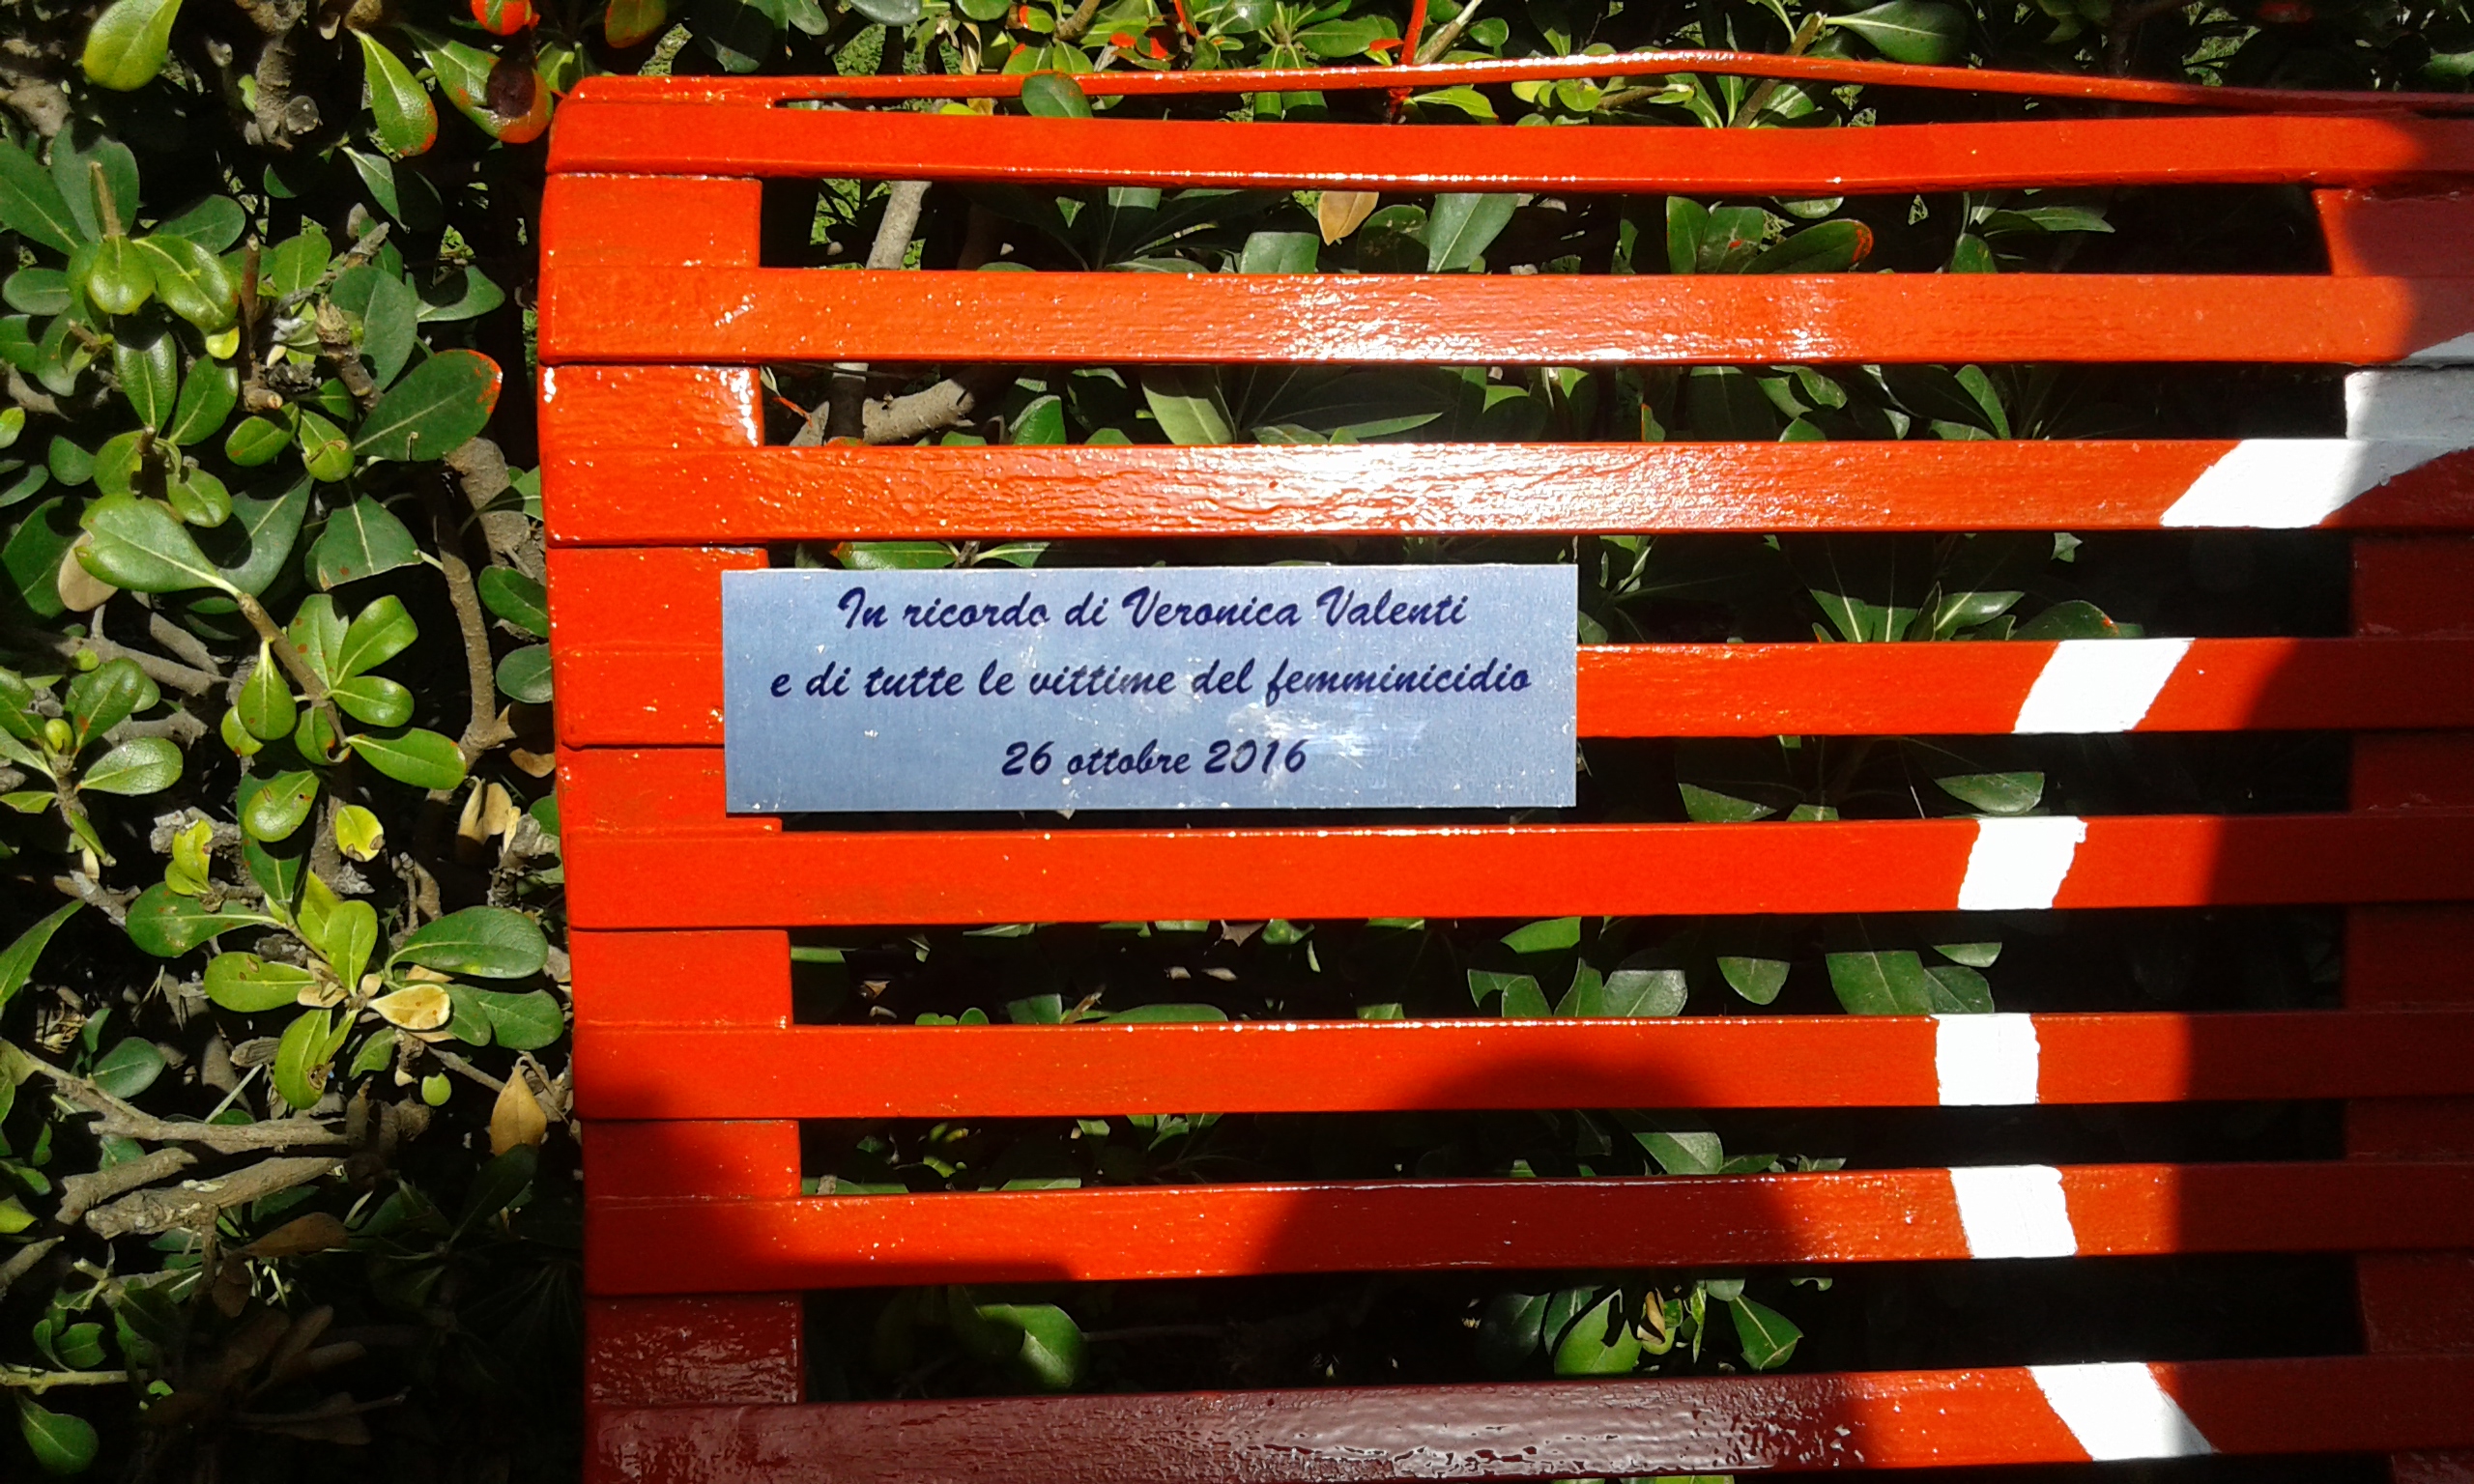 In ricordo di Veronica Valenti
e di tutte le vittime del femminicidio
26 ottobre 2016